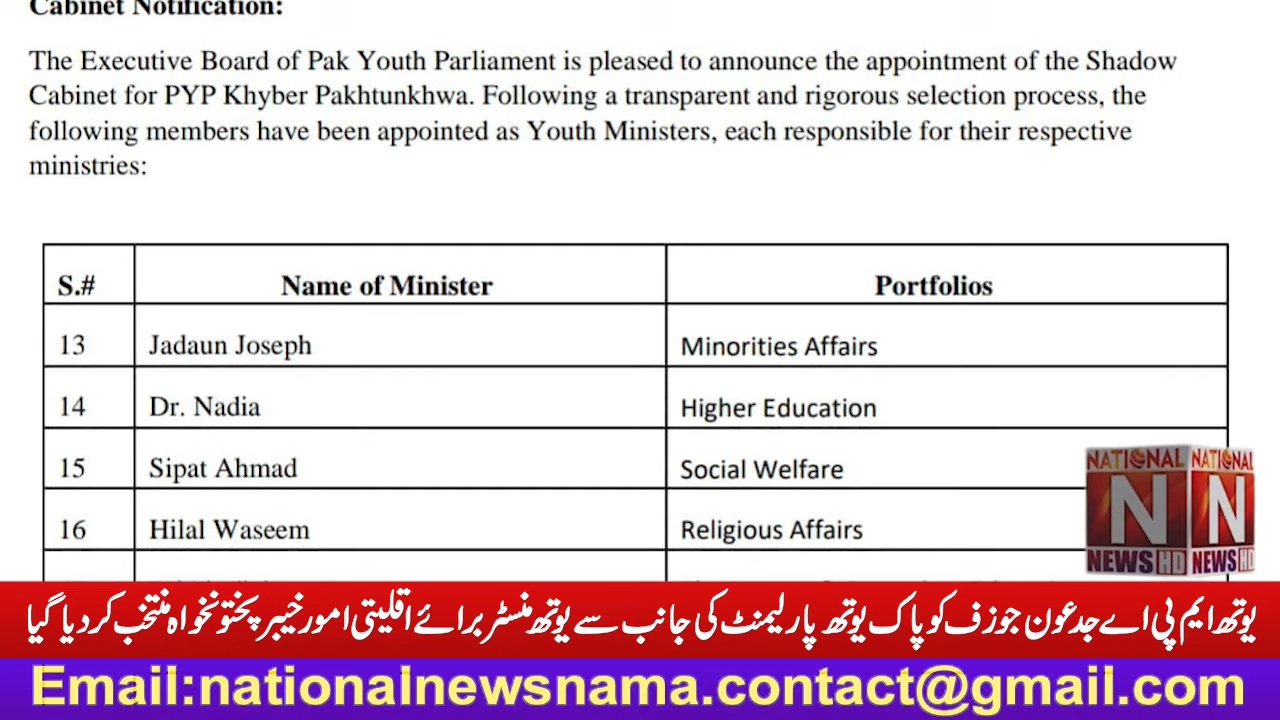 Cabinet Notification:
The Executive Board of Pak Youth Parliament is pleased to announce the appointment of the Shadow
Cabinet for PYP Khyber Pakhtunkhwa. Following a transparent and rigorous selection process, the
following members have been appointed as Youth Ministers, each responsible for their respective
ministries:
S.# Name of Minister Portfolios
13 Jadaun Joseph Minorities Affairs
14 Dr. Nadia Higher Education
15 Sipat Ahmad Social Welfare
16 Hilal Waseem Religious Affairs
NATIONAL NATIONAL
N N
NEWS HD NEWS HD
یوتھ ایم پی اے جدعون جوزف کو پاک یوتھ پارلیمنٹ کی جانب سے یوتھ منسٹر برائے اقلیتی امور خیبر پختونخواہ منتخب کر دیا گیا
Email:nationalnewsnama.contact@gmail.com